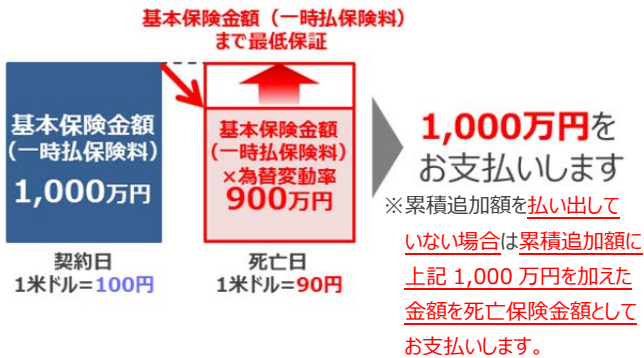 基本保険金額（一時払保険料）
まで最低保証
基本保険金額
（一時払保険料）
1,000万円
契約日
1米ドル＝100円
基本保険金額
（一時払保険料）
×為替変動率
900万円
死亡日
1米ドル＝90円
1,000万円を
お支払いします
※累積追加額を払い出して
いない場合は累積追加額に
上記 1,000 万円を加えた
金額を死亡保険金額として
お支払いします。